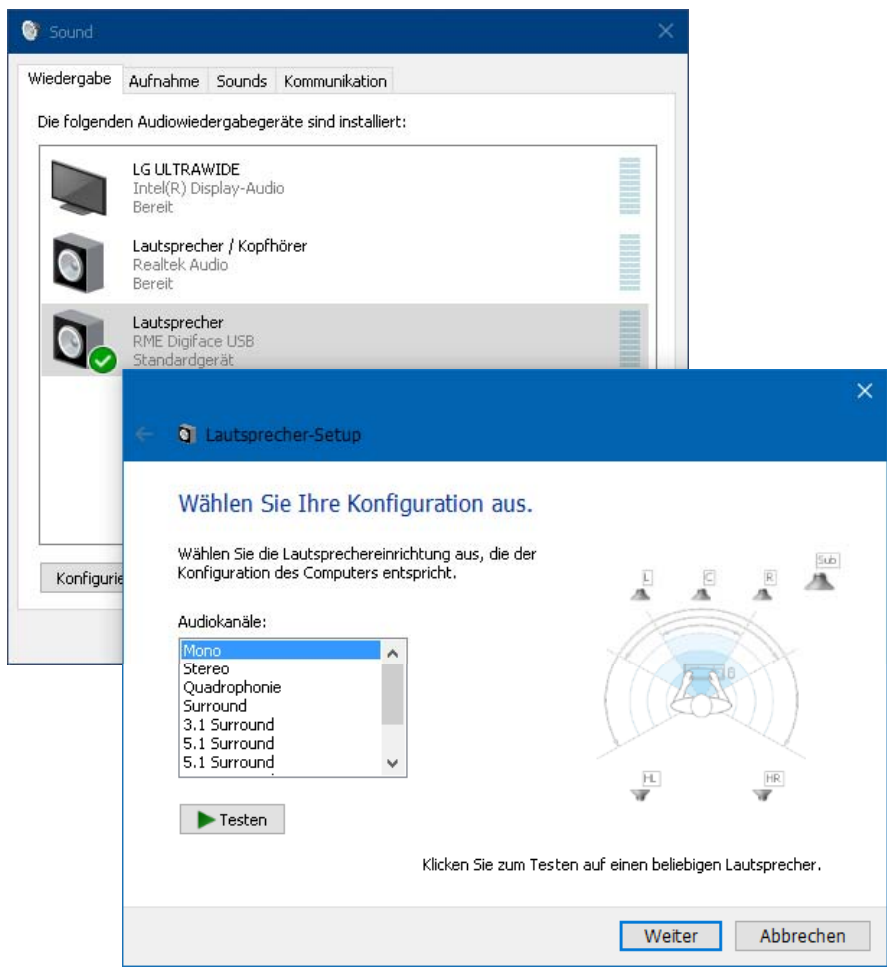 Sound
Wiedergabe Aufnahme Sounds Kommunikation
Die folgenden Audiowiedergabegeräte sind installiert:
LG ULTRAWIDE
Intel(R) Display-Audio
Bereit
Lautsprecher / Kopfhörer
Realtek Audio
Bereit
Lautsprecher
RME Digiface USB
Standardgerät
Konfigurie
Lautsprecher-Setup
Wählen Sie Ihre Konfiguration aus.
Wählen Sie die Lautsprechereinrichtung aus, die der
Konfiguration des Computers entspricht.
Audiokanäle:
Mono
Stereo
Quadrophonie
Surround
3.1 Surround
5.1 Surround
5.1 Surround
Testen
L C R Sub
HL HR
Klicken Sie zum Testen auf einen beliebigen Lautsprecher.
Weiter Abbrechen